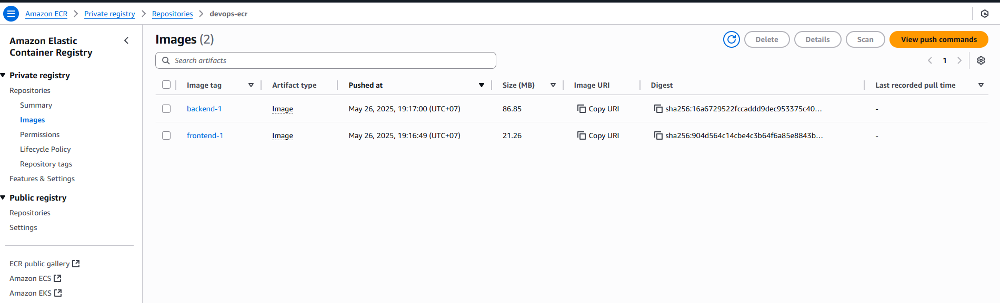 Amazon ECR > Private registry > Repositories > devops-ecr
Amazon Elastic
Container Registry
Private registry
Repositories
Summary
Images
Permissions
Lifecycle Policy
Repository tags
Features & Settings
Public registry
Repositories
Settings
ECR public gallery
Amazon ECS
Amazon EKS
Images (2)
Delete
Details
Scan
View push commands
Search artifacts
1
Image tag Artifact type Pushed at Size (MB) Image URI Digest Last recorded pull time
backend-1 Image May 26, 2025, 19:17:00 (UTC+07) 86.85 Copy URI sha256:16a6729522fccaddd9dec953375c40... -
frontend-1 Image May 26, 2025, 19:16:49 (UTC+07) 21.26 Copy URI sha256:904d564c14cbe4c3b64f6a85e8843b... -